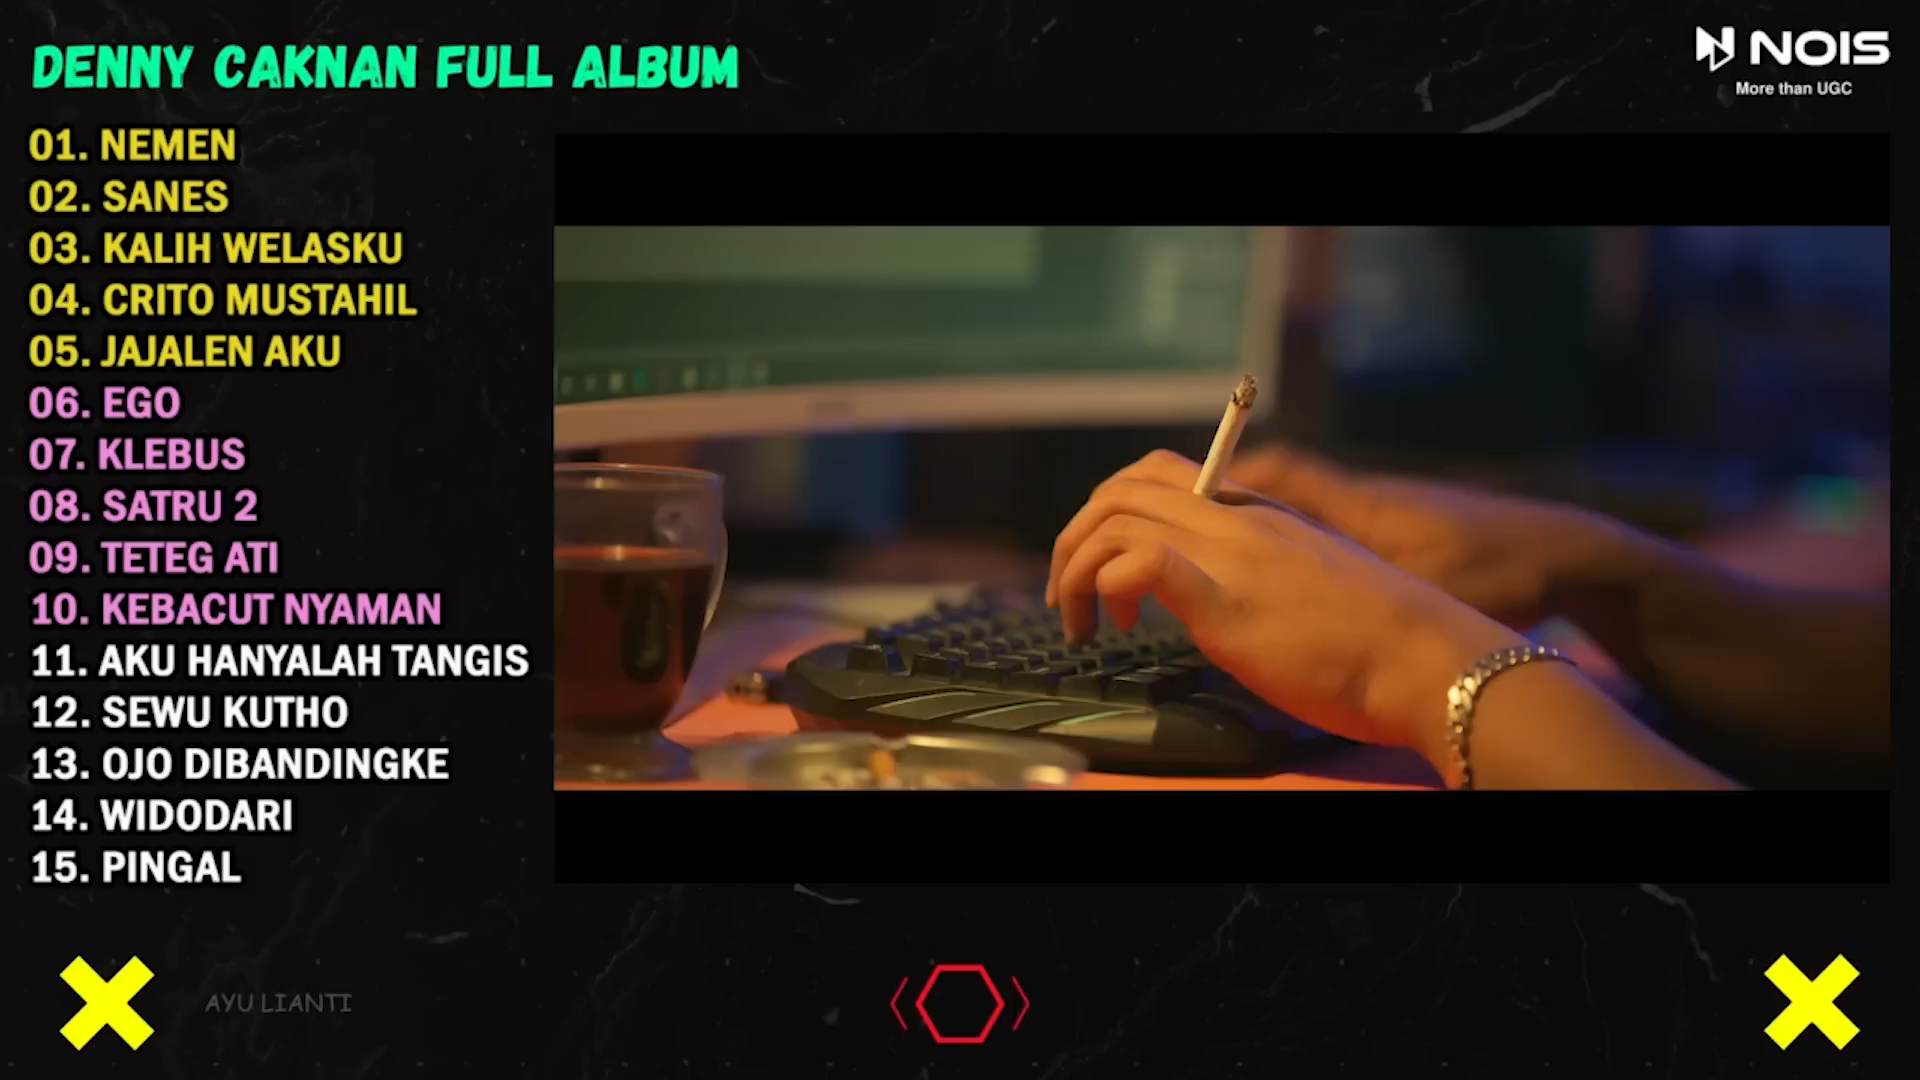 DENNY CAKNAN FULL ALBUM
NOIS
More than UGC
01. NEMEN
02. SANES
03. KALIH WELASKU
04. CRITO MUSTAHIL
05. JAJALEN AKU
06. EGO
07. KLEBUS
08. SATRU 2
09. TETEG ATI
10. KEBACUT NYAMAN
11. AKU HANYALAH TANGIS
12. SEWU KUTHO
13. OJO DIBANDINGKE
14. WIDODARI
15. PINGAL
AYU LIANTI